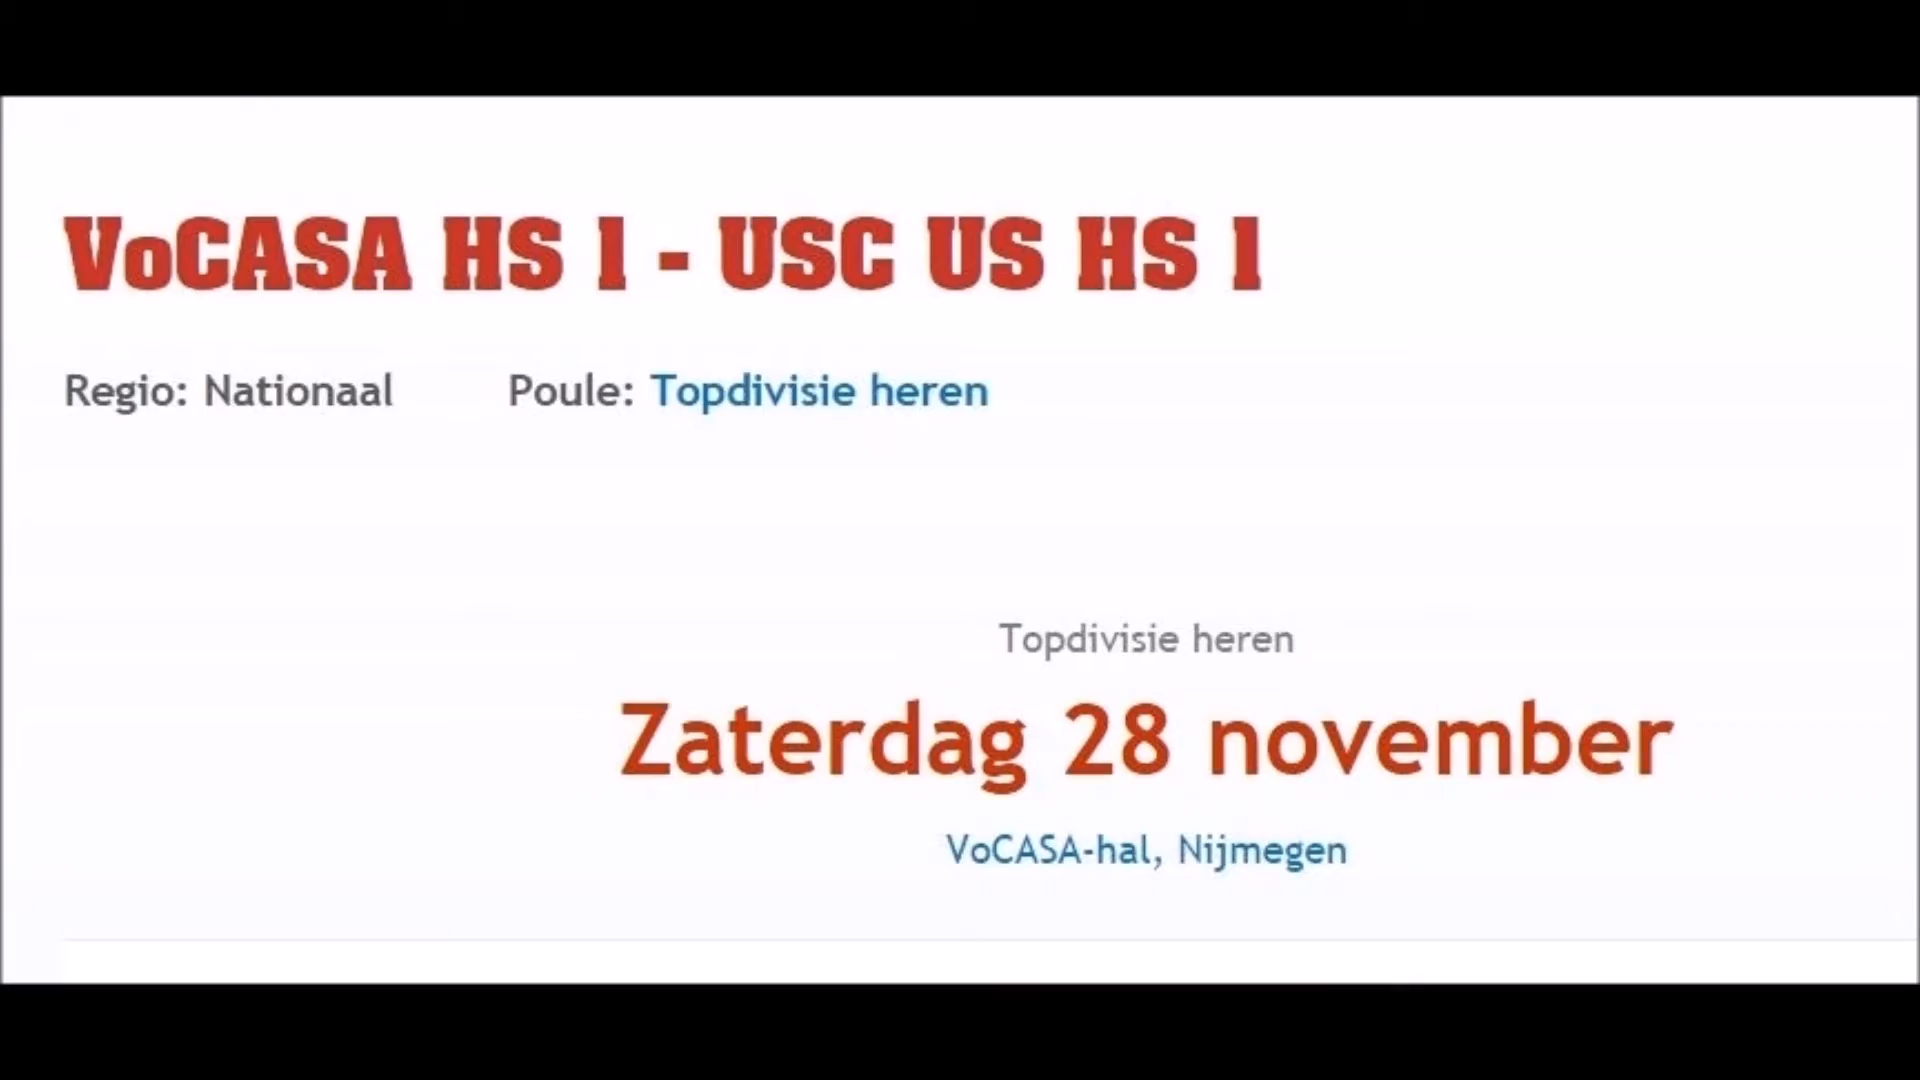 VoCASA HS 1 - USC US HS 1
Regio: Nationaal Poule: Topdivisie heren
Topdivisie heren
Zaterdag 28 november
VoCASA-hal, Nijmegen